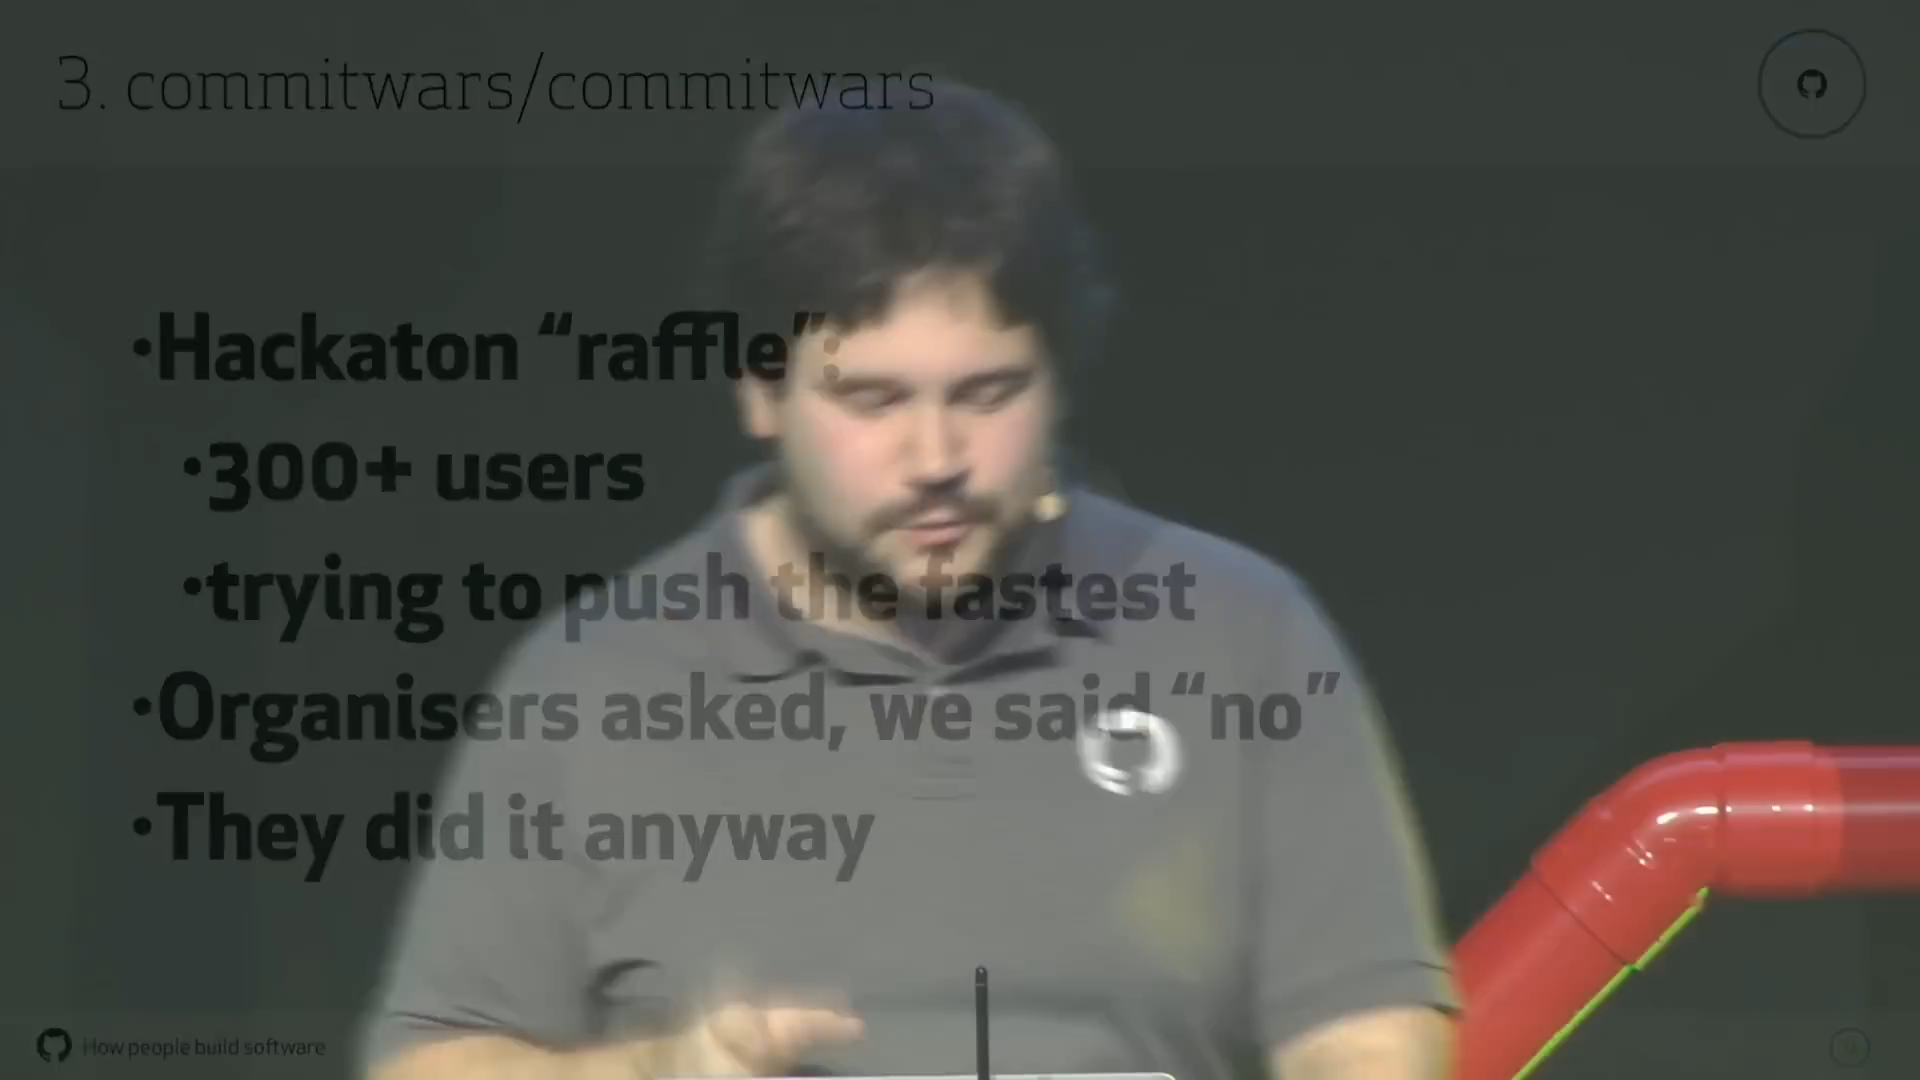 3. commitwars/commitwars
•Hackaton “raffle”:
•300+ users
•trying to push the fastest
•Organisers asked, we said “no”
•They did it anyway
How people build software